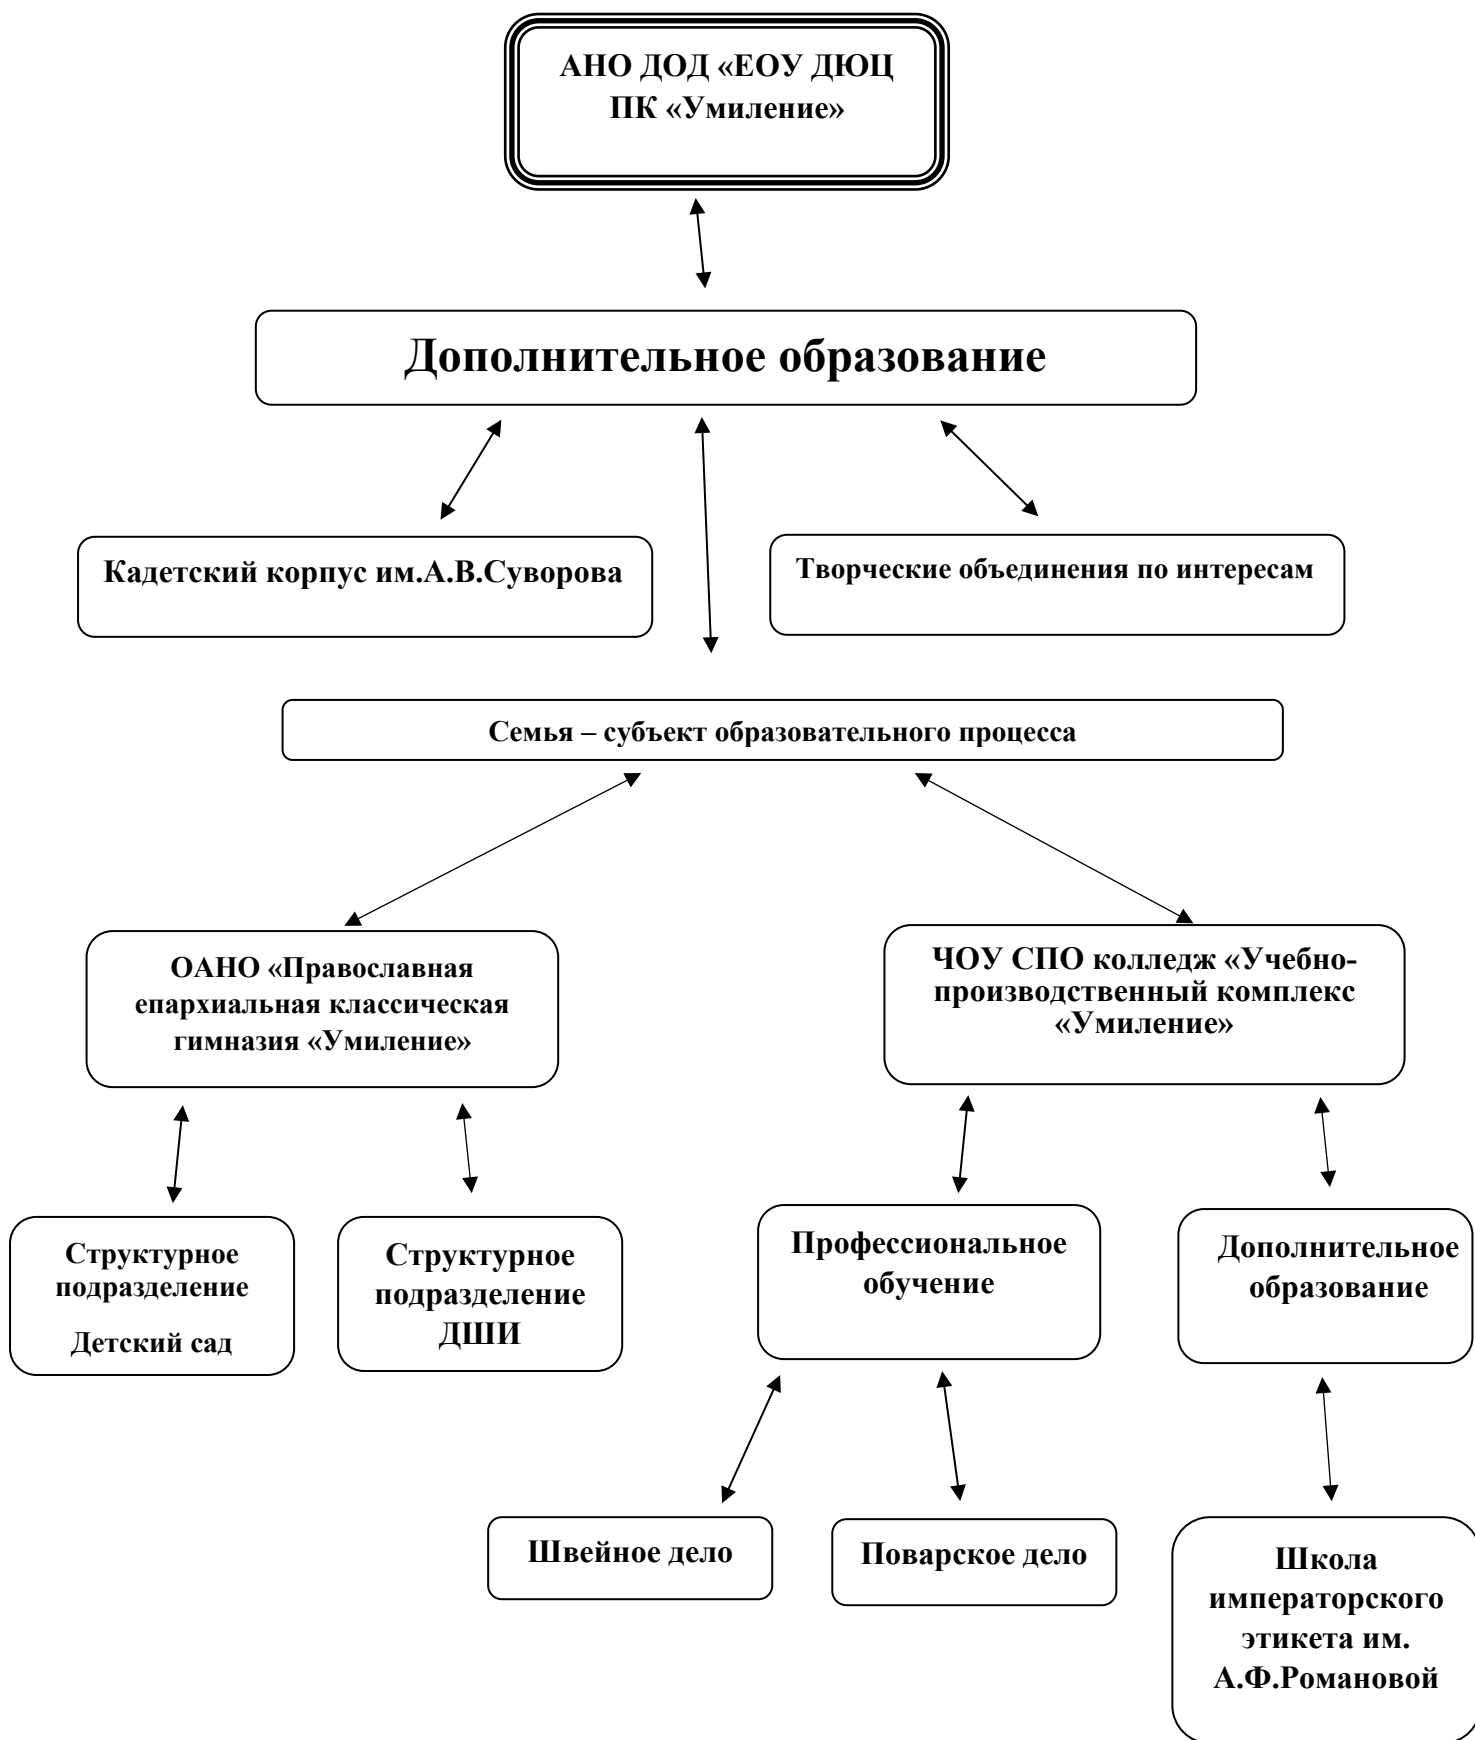 АНО ДОД «ЕОУ ДЮЦ
ПК «Умиление»
Дополнительное образование
Кадетский корпус им.А.В.Суворова
Творческие объединения по интересам
Семья – субъект образовательного процесса
ОАНО «Православная
епархиальная классическая
гимназия «Умиление»
ЧОУ СПО колледж «Учебно-
производственный комплекс
«Умиление»
Структурное
подразделение
Детский сад
Структурное
подразделение
ДШИ
Профессиональное
обучение
Дополнительное
образование
Швейное дело
Поварское дело
Школа
императорского
этикета им.
А.Ф.Романовой